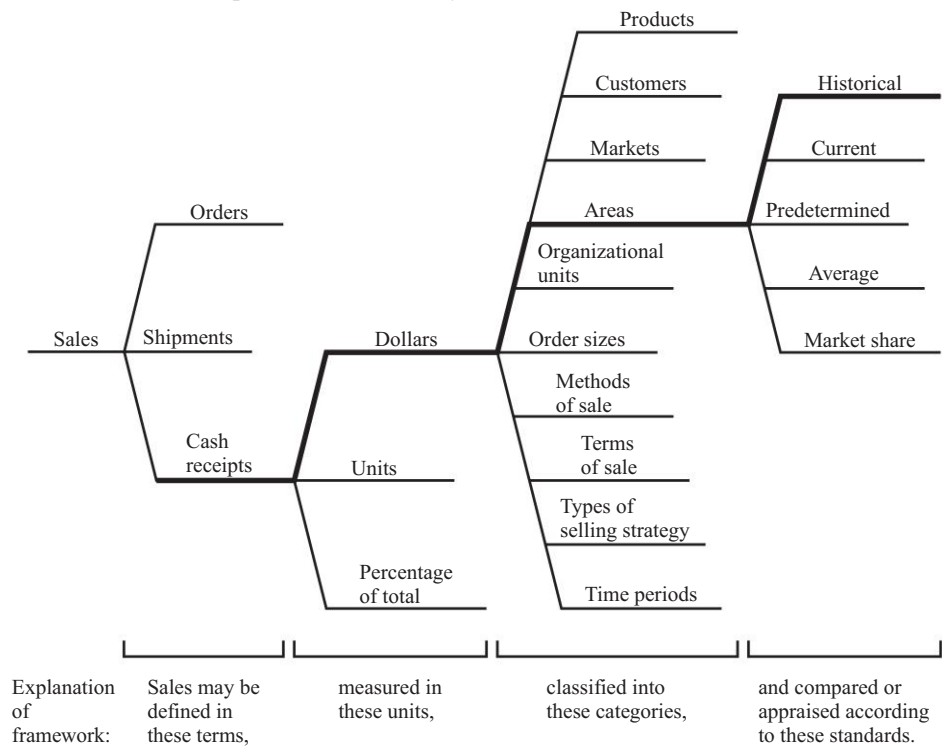 Products
Customers
Historical
Markets
Current
Orders
Areas
Predetermined
Organizational
units
Average
Sales
Shipments
Dollars
Order sizes
Market share
Methods
of sale
Cash
receipts
Units
Terms
of sale
Types of
selling strategy
Percentage
of total
Time periods
Explanation
of
framework:
Sales may be
defined in
these terms,
measured in
these units,
classified into
these categories,
and compared or
appraised according
to these standards.